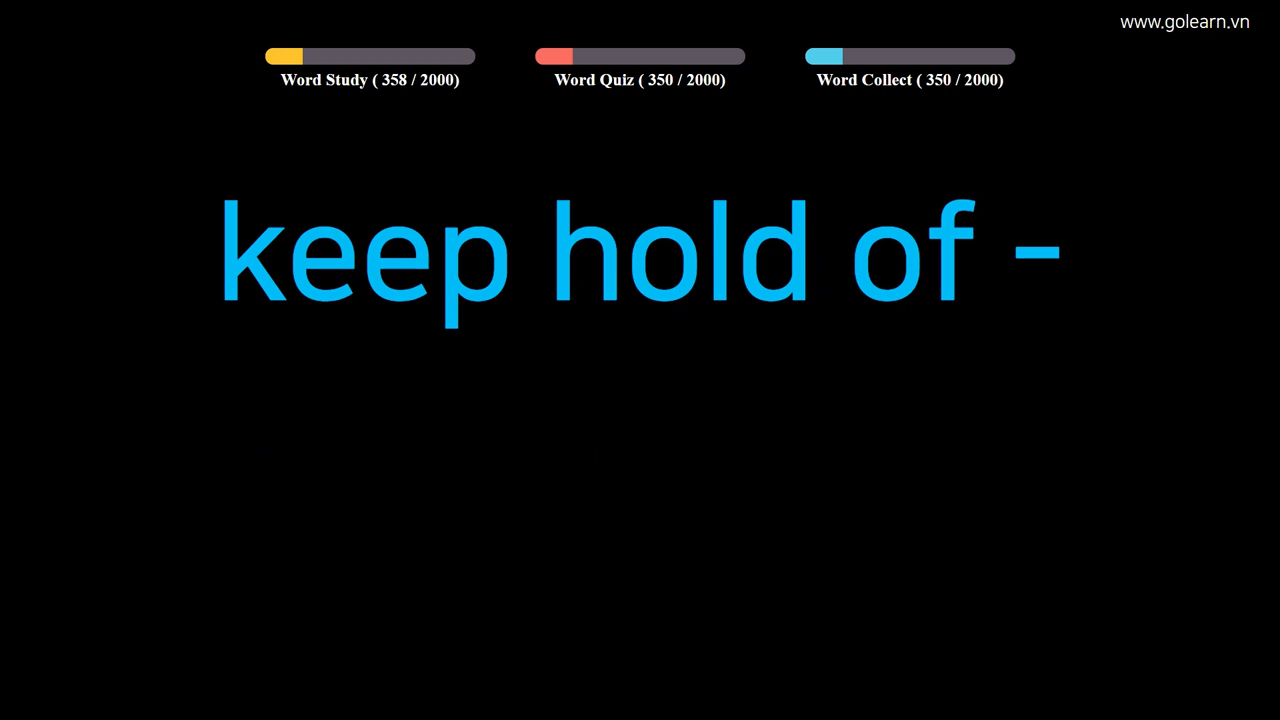 www.golearn.vn
Word Study ( 358 / 2000)
Word Quiz ( 350 / 2000)
Word Collect ( 350 / 2000)
keep hold of -